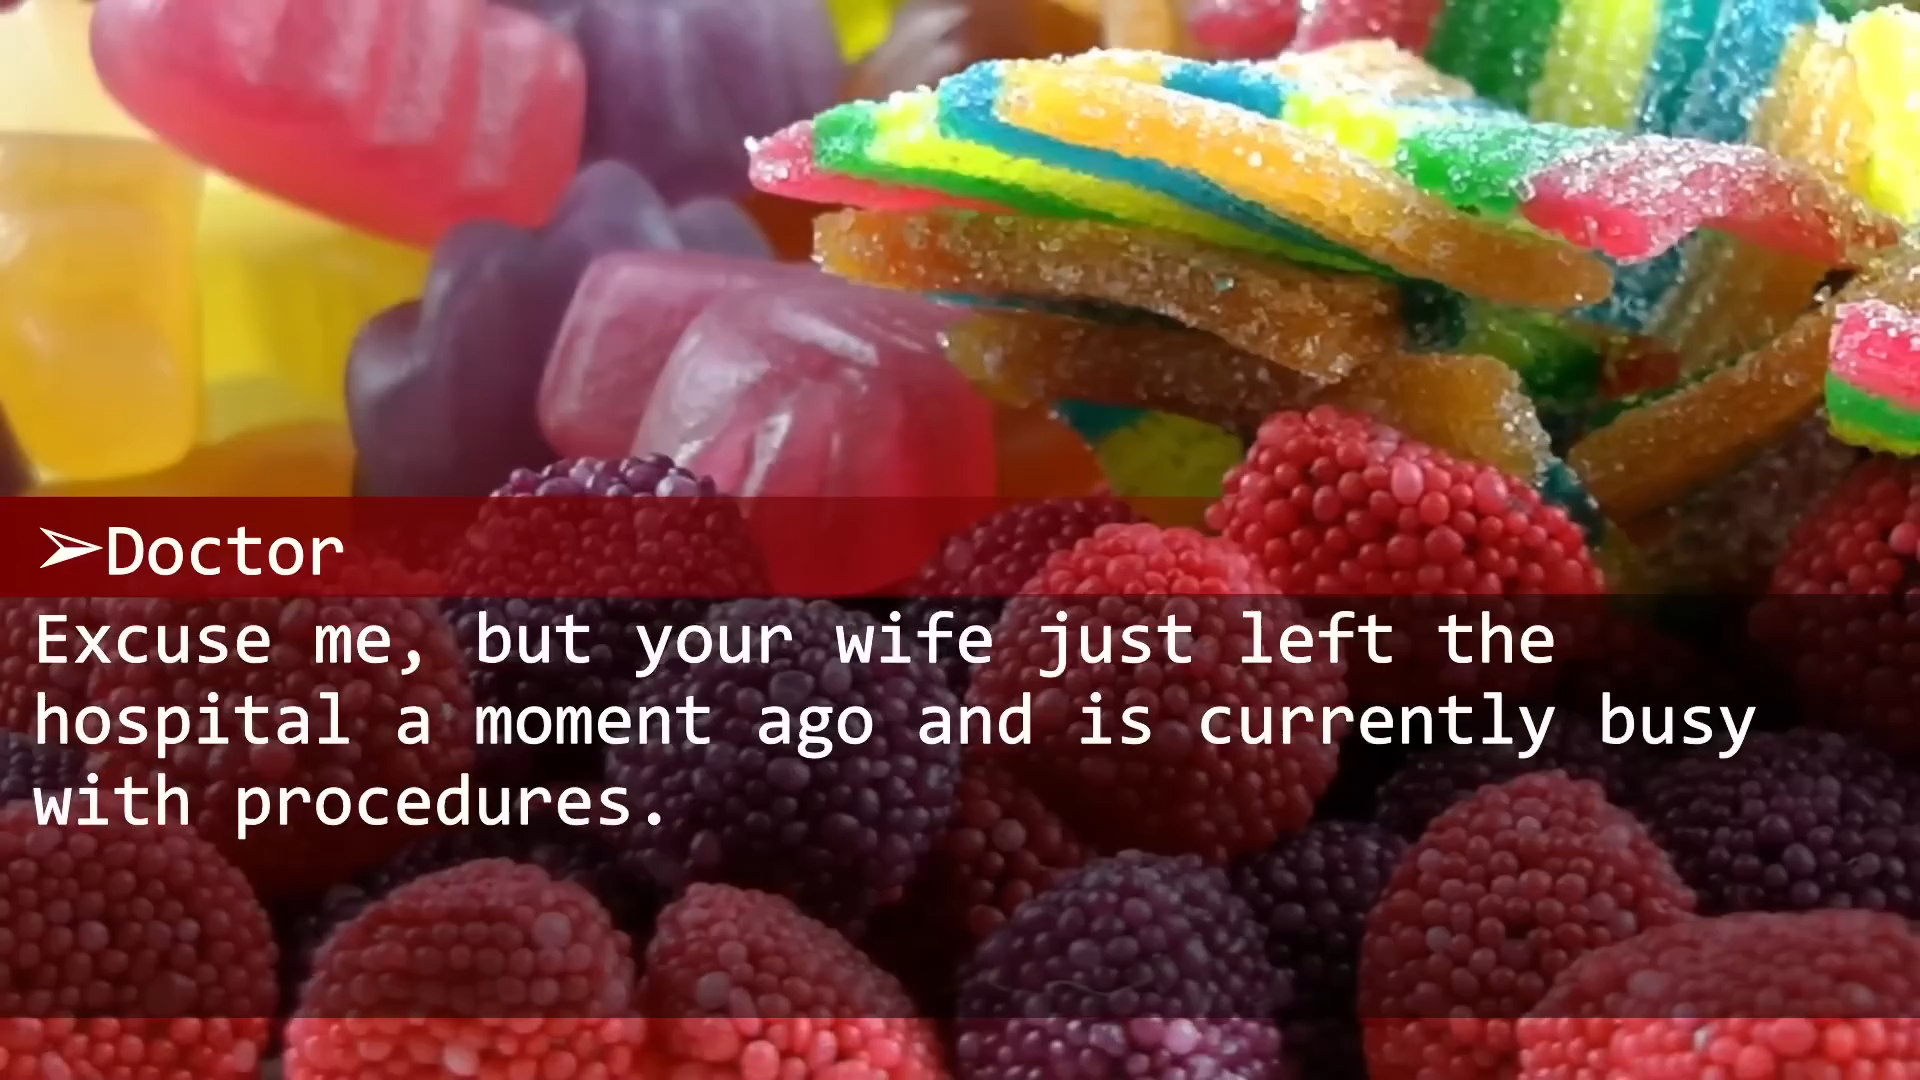 ➢Doctor
Excuse me, but your wife just left the
hospital a moment ago and is currently busy
with procedures.